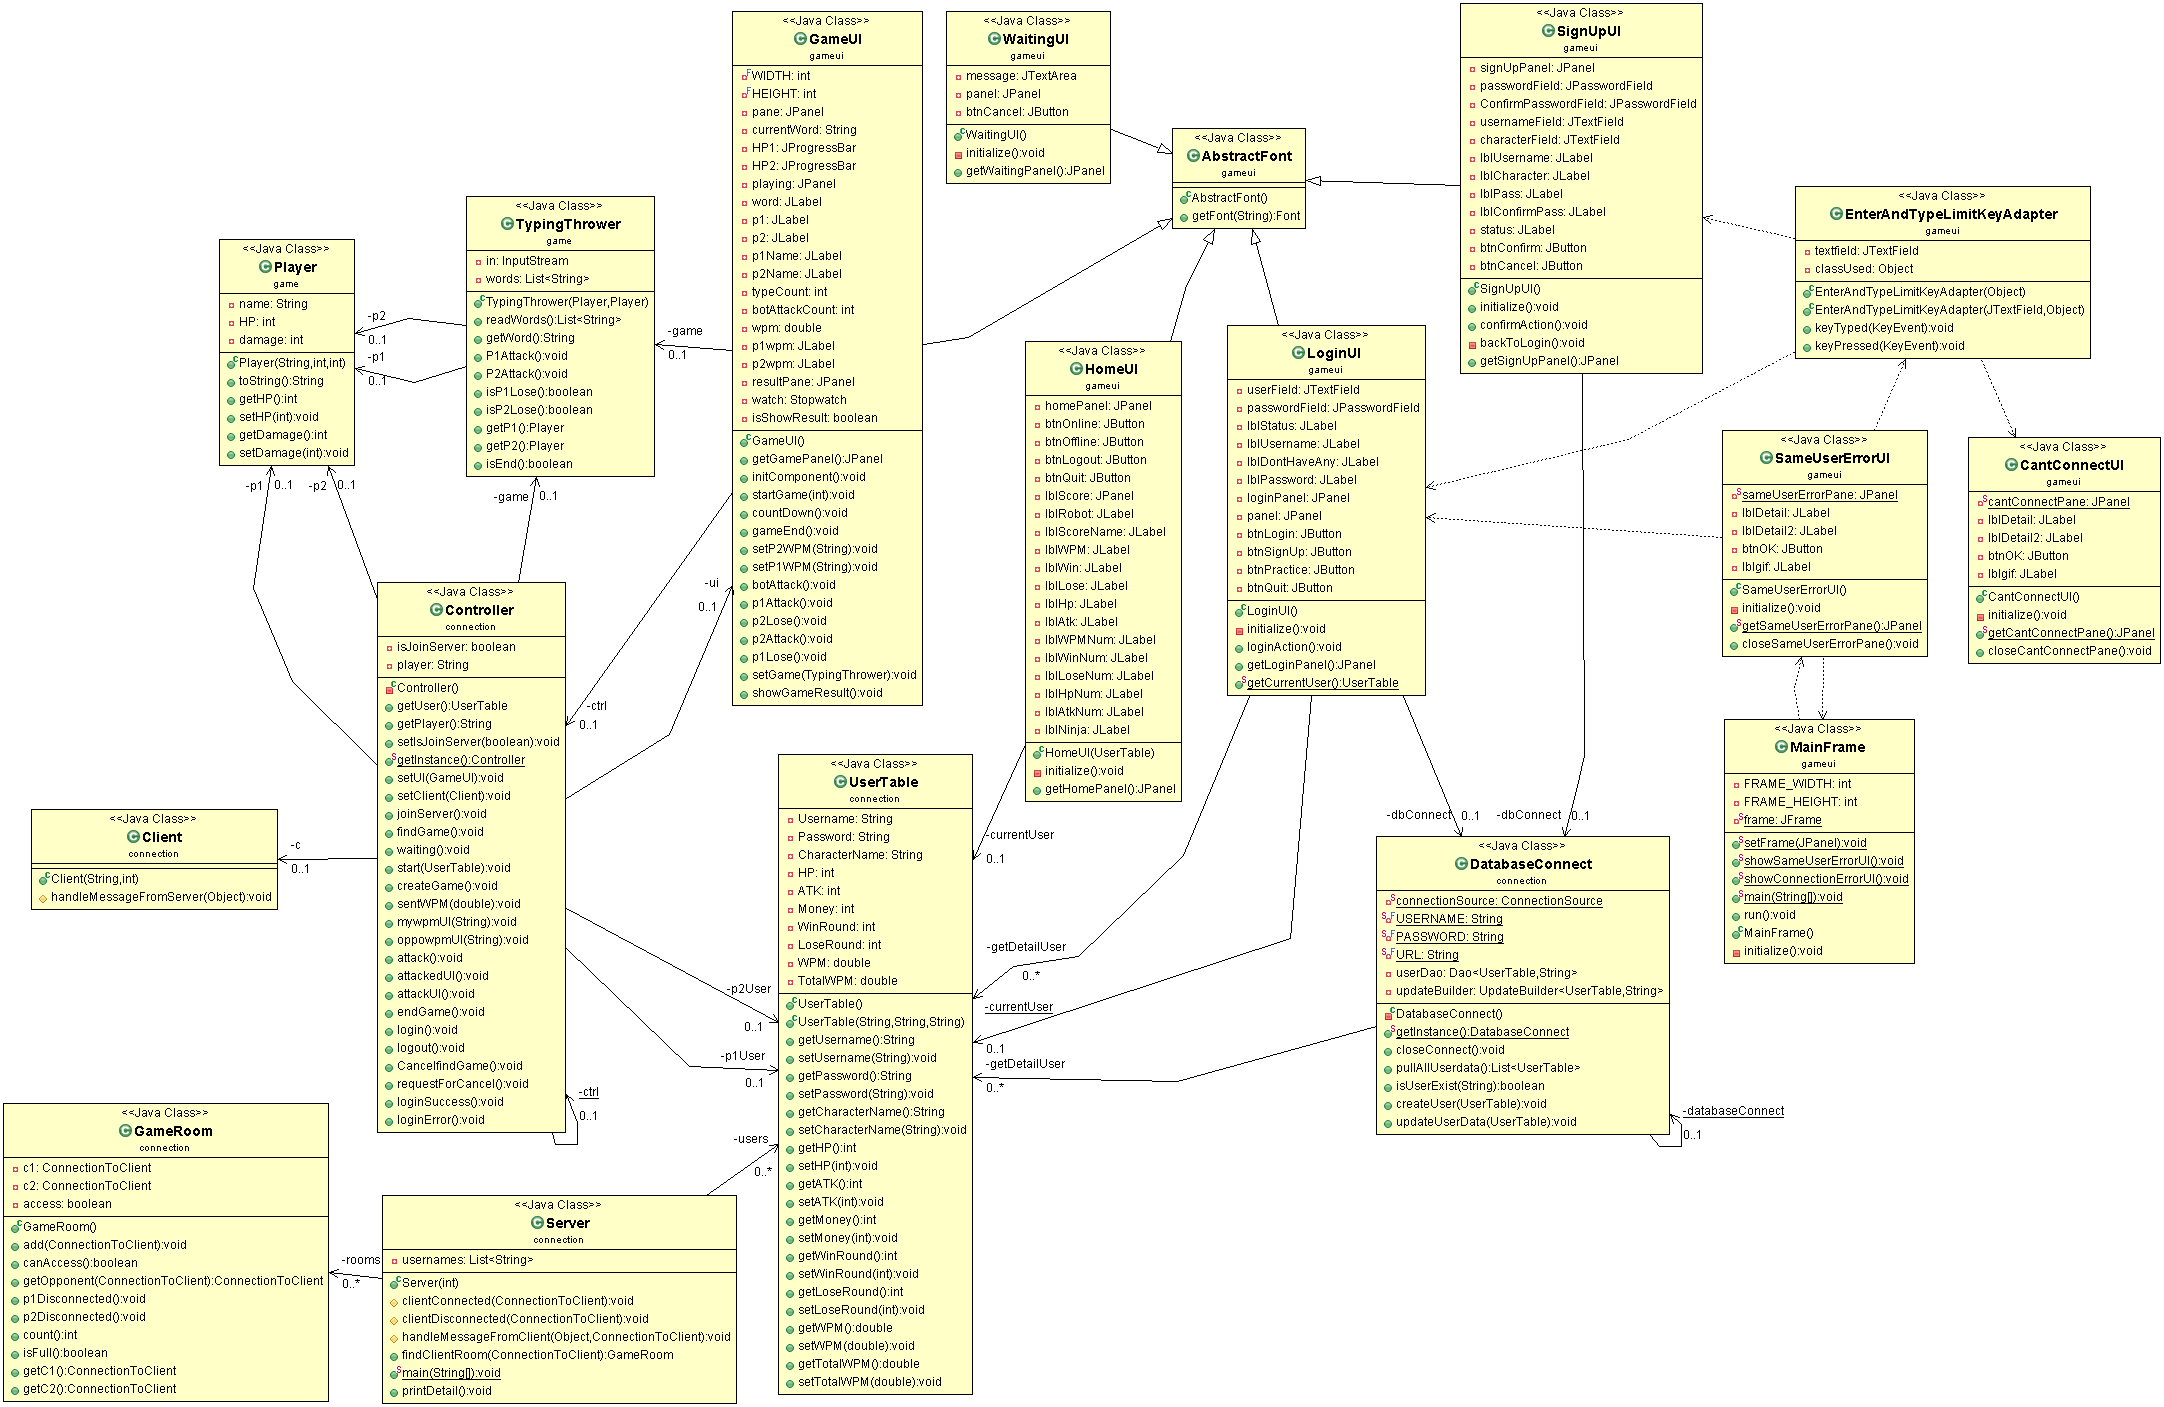 <<Java Class>>
GameUI
gameui
WIDTH: int
HEIGHT: int
pane: JPanel
currentWord: String
HP1: JProgressBar
HP2: JProgressBar
playing: JPanel
word: JLabel
p1: JLabel
p2: JLabel
p1Name: JLabel
p2Name: JLabel
typeCount: int
botAttackCount: int
wpm: double
p1wpm: JLabel
p2wpm: JLabel
resultPane: JPanel
watch: Stopwatch
isShowResult: boolean
GameUI()
getGamePanel():JPanel
initComponent():void
startGame(int):void
countDown():void
gameEnd():void
setP2WPM(String):void
setP1WPM(String):void
botAttack():void
p1Attack():void
p2Lose():void
p2Attack():void
p1Lose():void
setGame(TypingThrower):void
showGameResult():void
<<Java Class>>
WaitingUI
gameui
message: JTextArea
panel: JPanel
btnCancel: JButton
WaitingUI()
initialize():void
getWaitingPanel():JPanel
<<Java Class>>
AbstractFont
gameui
AbstractFont()
getFont(String):Font
<<Java Class>>
SignUpUI
gameui
signUpPanel: JPanel
passwordField: JPasswordField
ConfirmPasswordField: JPasswordField
usernameField: JTextField
characterField: JTextField
lblUsername: JLabel
lblCharacter: JLabel
lblPass: JLabel
lblConfirmPass: JLabel
status: JLabel
btnConfirm: JButton
btnCancel: JButton
SignUpUI()
initialize():void
confirmAction():void
backToLogin():void
getSignUpPanel():JPanel
<<Java Class>>
EnterAndTypeLimitKeyAdapter
gameui
textfield: JTextField
classUsed: Object
EnterAndTypeLimitKeyAdapter(Object)
EnterAndTypeLimitKeyAdapter(JTextField,Object)
keyTyped(KeyEvent):void
keyPressed(KeyEvent):void
<<Java Class>>
TypingThrower
game
in: InputStream
words: List<String>
TypingThrower(Player,Player)
readWords():List<String>
getWord():String
P1Attack():void
P2Attack():void
isP1Lose():boolean
isP2Lose():boolean
getP1():Player
getP2():Player
isEnd():boolean
<<Java Class>>
Player
game
name: String
HP: int
damage: int
Player(String,int,int)
toString():String
getHP():int
setHP(int):void
getDamage():int
setDamage(int):void
-p2
0..1
-p1
0..1
-game
0..1
-p1
0..1
-p2
0..1
-game
0..1
-ui
0..1
-ctrl
0..1
<<Java Class>>
HomeUI
gameui
homePanel: JPanel
btnOnline: JButton
btnOffline: JButton
btnLogout: JButton
btnQuit: JButton
lblScore: JPanel
lblRobot: JLabel
lblScoreName: JLabel
lblWPM: JLabel
lblWin: JLabel
lblLose: JLabel
lblHp: JLabel
lblAtk: JLabel
lblWPMNum: JLabel
lblWinNum: JLabel
lblLoseNum: JLabel
lblHpNum: JLabel
lblAtkNum: JLabel
lblNinja: JLabel
HomeUI(UserTable)
initialize():void
getHomePanel():JPanel
<<Java Class>>
LoginUI
gameui
userField: JTextField
passwordField: JPasswordField
lblStatus: JLabel
lblUsername: JLabel
lblDontHaveAny: JLabel
lblPassword: JLabel
loginPanel: JPanel
panel: JPanel
btnLogin: JButton
btnSignUp: JButton
btnPractice: JButton
btnQuit: JButton
LoginUI()
initialize():void
loginAction():void
getLoginPanel():JPanel
getCurrentUser():UserTable
<<Java Class>>
SameUserErrorUI
gameui
sameUserErrorPane: JPanel
lblDetail: JLabel
lblDetail2: JLabel
btnOK: JButton
lblgif: JLabel
SameUserErrorUI()
initialize():void
getSameUserErrorPane():JPanel
closeSameUserErrorPane():void
<<Java Class>>
CantConnectUI
gameui
cantConnectPane: JPanel
lblDetail: JLabel
lblDetail2: JLabel
btnOK: JButton
lblgif: JLabel
CantConnectUI()
initialize():void
getCantConnectPane():JPanel
closeCantConnectPane():void
<<Java Class>>
MainFrame
gameui
FRAME_WIDTH: int
FRAME_HEIGHT: int
frame: JFrame
setFrame(JPanel):void
showSameUserErrorUI():void
showConnectionErrorUI():void
main(String[]):void
run():void
MainFrame()
initialize():void
<<Java Class>>
Controller
connection
isJoinServer: boolean
player: String
Controller()
getUser():UserTable
getPlayer():String
setIsJoinServer(boolean):void
getInstance():Controller
setUI(GameUI):void
setClient(Client):void
joinServer():void
findGame():void
waiting():void
start(UserTable):void
createGame():void
sentWPM(double):void
mywpmUI(String):void
oppowpmUI(String):void
attack():void
attackedUI():void
attackUI():void
endGame():void
login():void
logout():void
CancelfindGame():void
requestForCancel():void
loginSuccess():void
loginError():void
-ctrl
0..1
<<Java Class>>
Client
connection
Client(String,int)
handleMessageFromServer(Object):void
-c
0..1
<<Java Class>>
UserTable
connection
Username: String
Password: String
CharacterName: String
HP: int
ATK: int
Money: int
WinRound: int
LoseRound: int
WPM: double
TotalWPM: double
UserTable()
UserTable(String,String,String)
getUsername():String
setUsername(String):void
getPassword():String
setPassword(String):void
getCharacterName():String
setCharacterName(String):void
getHP():int
setHP(int):void
getATK():int
setATK(int):void
getMoney():int
setMoney(int):void
getWinRound():int
setWinRound(int):void
getLoseRound():int
setLoseRound(int):void
getWPM():double
setWPM(double):void
getTotalWPM():double
setTotalWPM(double):void
-p2User
0..1
-p1User
0..1
-users
0..*
-currentUser
0..1
-getDetailUser
0..*
-currentUser
0..1
-getDetailUser
0..*
-dbConnect
0..1
-dbConnect
0..1
<<Java Class>>
DatabaseConnect
connection
connectionSource: ConnectionSource
USERNAME: String
PASSWORD: String
URL: String
userDao: Dao<UserTable,String>
updateBuilder: UpdateBuilder<UserTable,String>
DatabaseConnect()
getInstance():DatabaseConnect
closeConnect():void
pullAllUserdata():List<UserTable>
isUserExist(String):boolean
createUser(UserTable):void
updateUserData(UserTable):void
-databaseConnect
0..1
<<Java Class>>
GameRoom
connection
c1: ConnectionToClient
c2: ConnectionToClient
access: boolean
GameRoom()
add(ConnectionToClient):void
canAccess():boolean
getOpponent(ConnectionToClient):ConnectionToClient
p1Disconnected():void
p2Disconnected():void
count():int
isFull():boolean
getC1():ConnectionToClient
getC2():ConnectionToClient
-rooms
0..*
<<Java Class>>
Server
connection
usernames: List<String>
Server(int)
clientConnected(ConnectionToClient):void
clientDisconnected(ConnectionToClient):void
handleMessageFromClient(Object,ConnectionToClient):void
findClientRoom(ConnectionToClient):GameRoom
main(String[]):void
printDetail():void